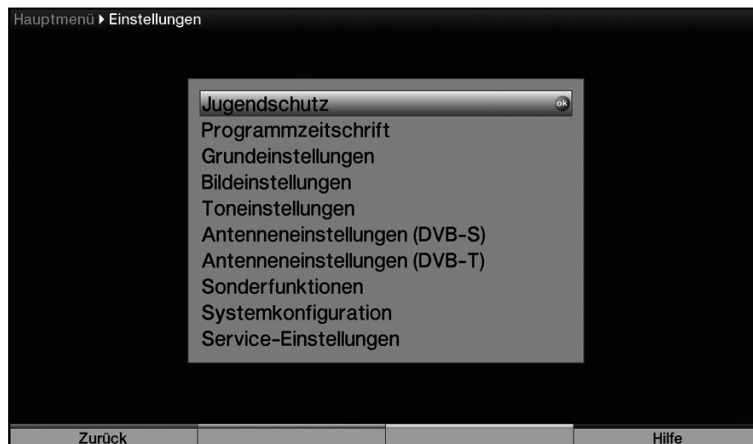 Hauptmenü ▸ Einstellungen
Jugendschutz ok
Programmzeitschrift
Grundeinstellungen
Bildeinstellungen
Toneinstellungen
Antenneneinstellungen (DVB-S)
Antenneneinstellungen (DVB-T)
Sonderfunktionen
Systemkonfiguration
Service-Einstellungen
Zurück Hilfe